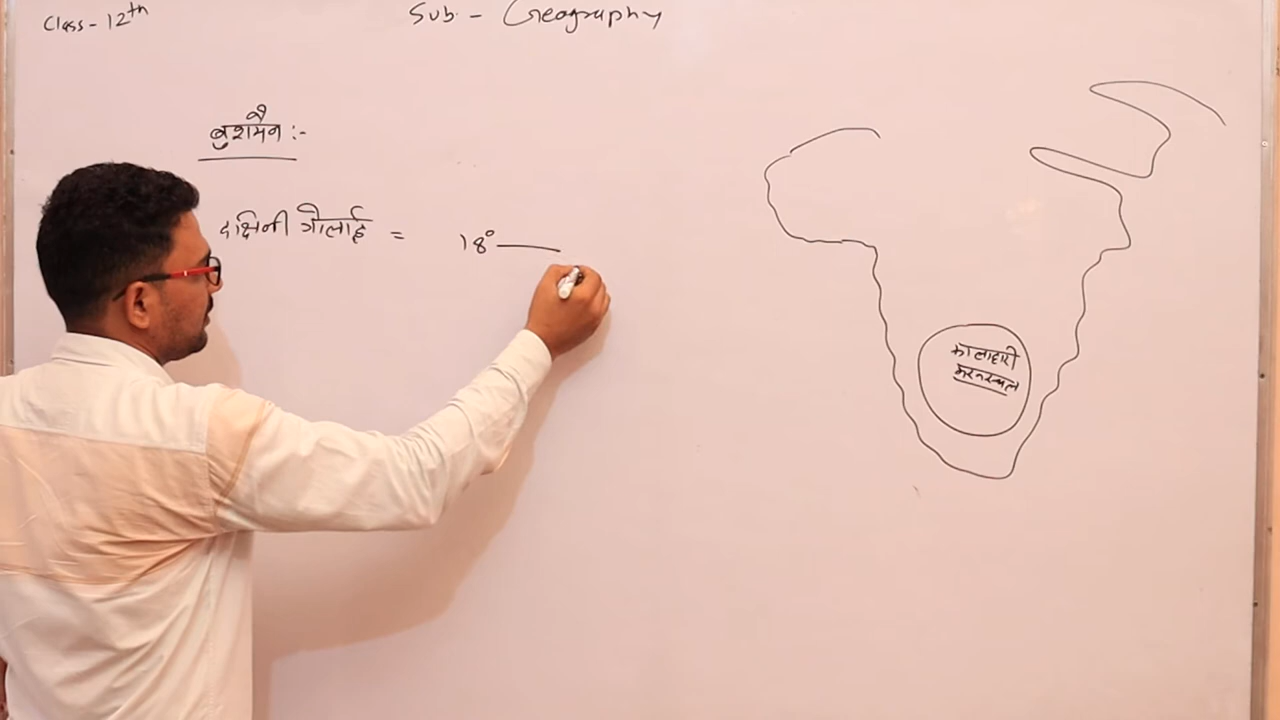 Class - 12th
Sub - Geography
बुशमैन :-
दक्षिनी गोलार्द्ध = 18° —
कालाहारी
मरुस्थल